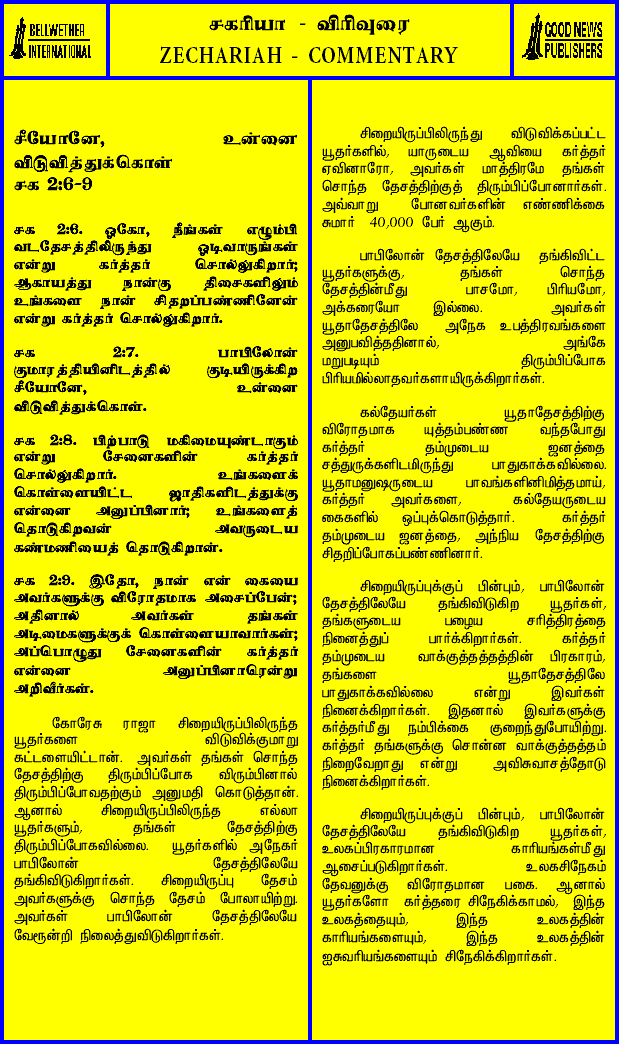 BELLWETHER
INTERNATIONAL
சகரியா - விரிவுரை
ZECHARIAH - COMMENTARY
GOOD NEWS
PUBLISHERS
சீயோனே, உன்னை
விடுவித்துக்கொள்
சக 2:6-9
சக 2:6. ஓகோ, நீங்கள் எழும்பி
வடதேசத்திலிருந்து ஓடிவாருங்கள்
என்று கர்த்தர் சொல்லுகிறார்;
ஆகாயத்து நான்கு திசைகளிலும்
உங்களை நான் சிதறப்பண்ணினேன்
என்று கர்த்தர் சொல்லுகிறார்.
சக 2:7. பாபிலோன்
குமாரத்தியினிடத்தில் குடியிருக்கிற
சீயோனே, உன்னை
விடுவித்துக்கொள்.
சக 2:8. பிற்பாடு மகிமையுண்டாகும்
என்று சேனைகளின் கர்த்தர்
சொல்லுகிறார். உங்களைக்
கொள்ளையிட்ட ஜாதிகளிடத்துக்கு
என்னை அனுப்பினார்; உங்களைத்
தொடுகிறவன் அவருடைய
கண்மணியைத் தொடுகிறான்.
சக 2:9. இதோ, நான் என் கையை
அவர்களுக்கு விரோதமாக அசைப்பேன்;
அதினால் அவர்கள் தங்கள்
அடிமைகளுக்குக் கொள்ளையாவார்கள்;
அப்பொழுது சேனைகளின் கர்த்தர்
என்னை அனுப்பினாரென்று
அறிவீர்கள்.
கோரேசு ராஜா சிறையிருப்பிலிருந்த
யூதர்களை விடுவிக்குமாறு
கட்டளையிட்டான். அவர்கள் தங்கள் சொந்த
தேசத்திற்கு திரும்பிப்போக விரும்பினால்
திரும்பிப்போவதற்கும் அனுமதி கொடுத்தான்.
ஆனால் சிறையிருப்பிலிருந்த எல்லா
யூதர்களும், தங்கள் தேசத்திற்கு
திரும்பிப்போகவில்லை. யூதர்களில் அநேகர்
பாபிலோன் தேசத்திலேயே
தங்கிவிடுகிறார்கள். சிறையிருப்பு தேசம்
அவர்களுக்கு சொந்த தேசம் போலாயிற்று.
அவர்கள் பாபிலோன் தேசத்திலேயே
வேரூன்றி நிலைத்துவிடுகிறார்கள்.
சிறையிருப்பிலிருந்து விடுவிக்கப்பட்ட
யூதர்களில், யாருடைய ஆவியை கர்த்தர்
ஏவினாரோ, அவர்கள் மாத்திரமே தங்கள்
சொந்த தேசத்திற்குத் திரும்பிப்போனார்கள்.
அவ்வாறு போனவர்களின் எண்ணிக்கை
சுமார் 40,000 பேர் ஆகும்.
பாபிலோன் தேசத்திலேயே தங்கிவிட்ட
யூதர்களுக்கு, தங்கள் சொந்த
தேசத்தின்மீது பாசமோ, பிரியமோ,
அக்கரையோ இல்லை. அவர்கள்
யூதாதேசத்திலே அநேக உபத்திரவங்களை
அனுபவித்ததினால், அங்கே
மறுபடியும் திரும்பிப்போக
பிரியமில்லாதவர்களாயிருக்கிறார்கள்.
கல்தேயர்கள் யூதாதேசத்திற்கு
விரோதமாக யுத்தம்பண்ண வந்தபோது
கர்த்தர் தம்முடைய ஜனத்தை
சத்துருக்களிடமிருந்து பாதுகாக்கவில்லை.
யூதாமனுஷருடைய பாவங்களினிமித்தமாய்,
கர்த்தர் அவர்களை, கல்தேயருடைய
கைகளில் ஒப்புக்கொடுத்தார். கர்த்தர்
தம்முடைய ஜனத்தை, அந்நிய தேசத்திற்கு
சிதறிப்போகப்பண்ணினார்.
சிறையிருப்புக்குப் பின்பும், பாபிலோன்
தேசத்திலேயே தங்கிவிடுகிற யூதர்கள்,
தங்களுடைய பழைய சரித்திரத்தை
நினைத்துப் பார்க்கிறார்கள். கர்த்தர்
தம்முடைய வாக்குத்தத்தத்தின் பிரகாரம்,
தங்களை யூதாதேசத்திலே
பாதுகாக்கவில்லை என்று இவர்கள்
நினைக்கிறார்கள். இதனால் இவர்களுக்கு
கர்த்தர்மீது நம்பிக்கை குறைந்துபோயிற்று.
கர்த்தர் தங்களுக்கு சொன்ன வாக்குத்தத்தம்
நிறைவேறாது என்று அவிசுவாசத்தோடு
நினைக்கிறார்கள்.
சிறையிருப்புக்குப் பின்பும், பாபிலோன்
தேசத்திலேயே தங்கிவிடுகிற யூதர்கள்,
உலகப்பிரகாரமான காரியங்கள்மீது
ஆசைப்படுகிறார்கள். உலகசிநேகம்
தேவனுக்கு விரோதமான பகை. ஆனால்
யூதர்களோ கர்த்தரை சிநேகிக்காமல், இந்த
உலகத்தையும், இந்த உலகத்தின்
காரியங்களையும், இந்த உலகத்தின்
ஐசுவரியங்களையும் சிநேகிக்கிறார்கள்.